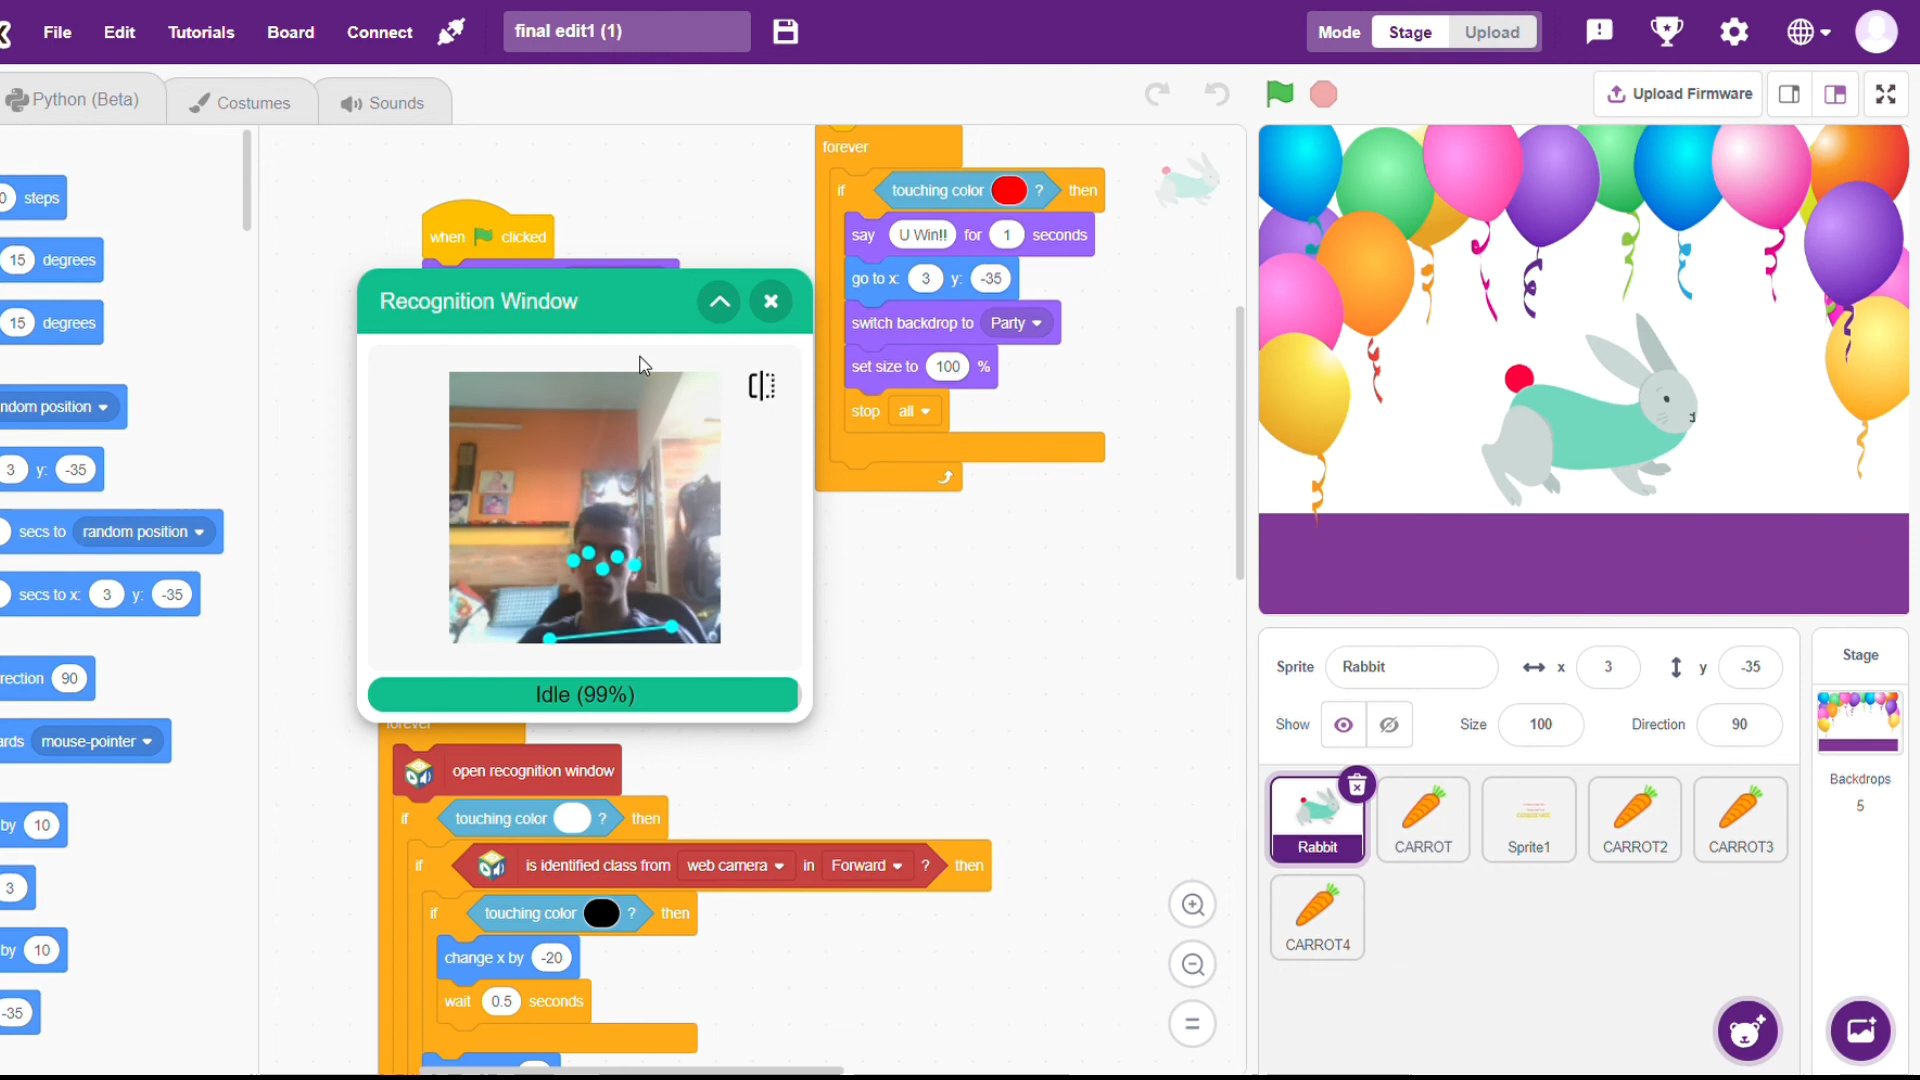 File Edit Tutorials Board Connect final edit1 (1) Mode Stage Upload
Python (Beta) Costumes Sounds Upload Firmware
steps
15 degrees
15 degrees
ndom position
3 y: -35
secs to random position
secs to x: 3 y: -35
rection 90
ards mouse-pointer
by 10
3
by 10
-35
when clicked
Recognition Window
Idle (99%)
forever
open recognition window
if touching color ? then
if is identified class from web camera in Forward ? then
if touching color ? then
change x by -20
wait 0.5 seconds
forever
if touching color ? then
say U Win!! for 1 seconds
go to x: 3 y: -35
switch backdrop to Party
set size to 100 %
stop all
Sprite Rabbit x 3 y -35
Show Size 100 Direction 90
Rabbit CARROT Sprite1 CARROT2 CARROT3
CARROT4
Stage
Backdrops
5